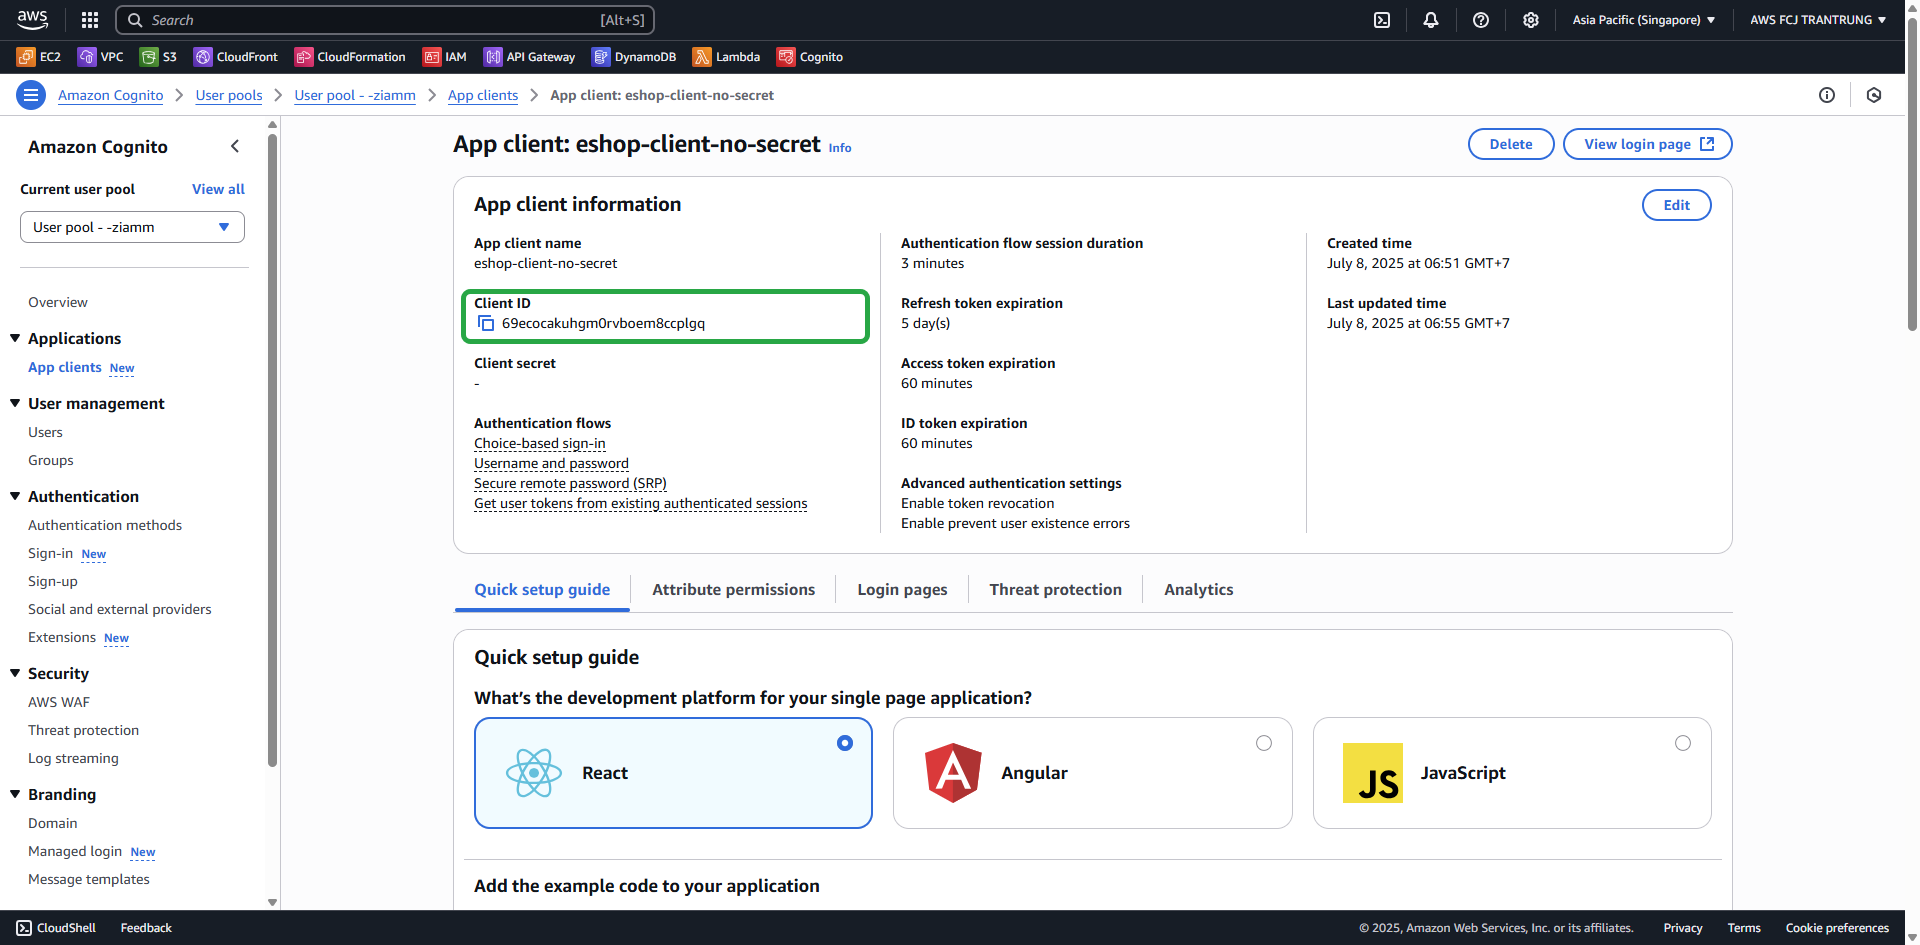 aws
Search [Alt+S]
Asia Pacific (Singapore) AWS FCJ TRANTRUNG
EC2 VPC S3 CloudFront CloudFormation IAM API Gateway DynamoDB Lambda Cognito
Amazon Cognito > User pools > User pool - -ziamm > App clients > App client: eshop-client-no-secret
Amazon Cognito
Current user pool View all
User pool - -ziamm
Overview
Applications
App clients New
User management
Users
Groups
Authentication
Authentication methods
Sign-in New
Sign-up
Social and external providers
Extensions New
Security
AWS WAF
Threat protection
Log streaming
Branding
Domain
Managed login New
Message templates
App client: eshop-client-no-secret Info
Delete View login page
App client information
Edit
App client name
eshop-client-no-secret
Client ID
69ecocakuhgm0rvboem8ccplgq
Client secret
-
Authentication flows
Choice-based sign-in
Username and password
Secure remote password (SRP)
Get user tokens from existing authenticated sessions
Authentication flow session duration
3 minutes
Refresh token expiration
5 day(s)
Access token expiration
60 minutes
ID token expiration
60 minutes
Advanced authentication settings
Enable token revocation
Enable prevent user existence errors
Created time
July 8, 2025 at 06:51 GMT+7
Last updated time
July 8, 2025 at 06:55 GMT+7
Quick setup guide Attribute permissions Login pages Threat protection Analytics
Quick setup guide
What's the development platform for your single page application?
React
Angular
JS JavaScript
Add the example code to your application
CloudShell Feedback © 2025, Amazon Web Services, Inc. or its affiliates. Privacy Terms Cookie preferences